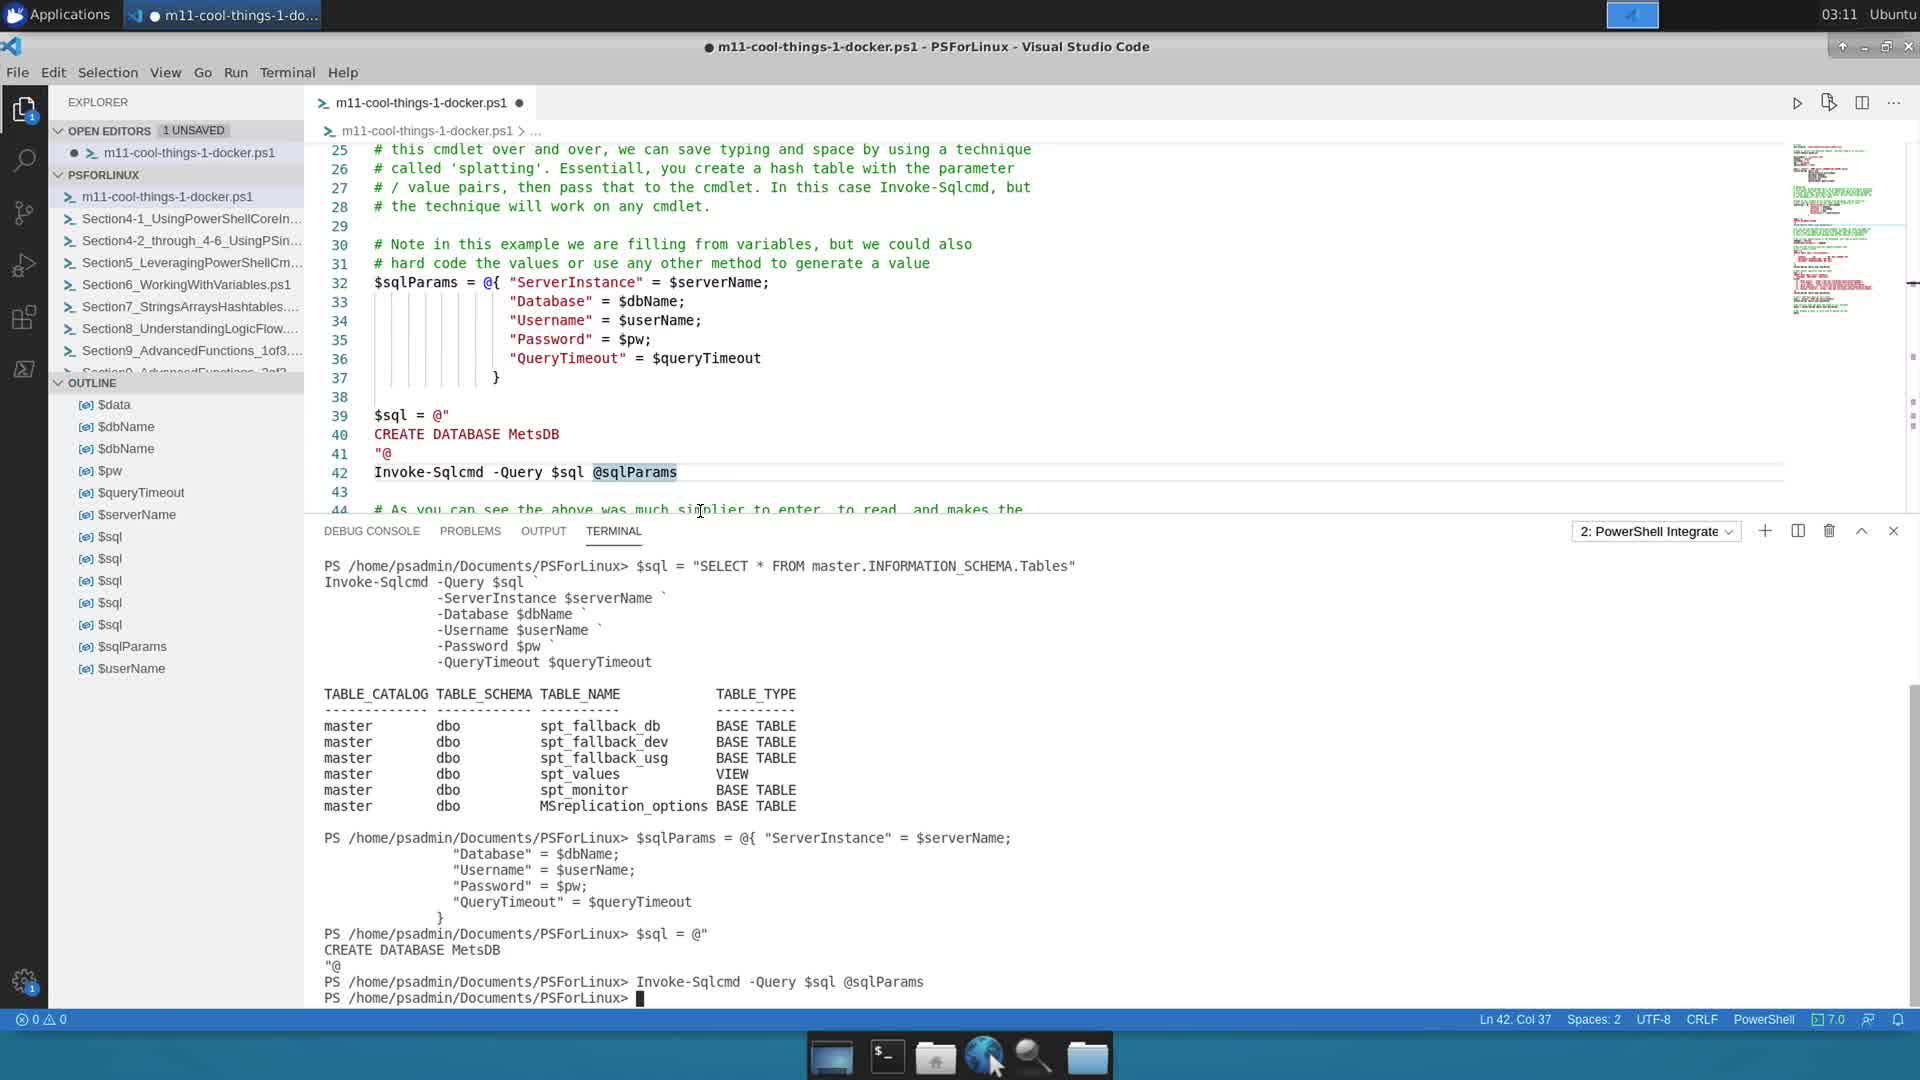 Applications
m11-cool-things-1-do...
03:11 Ubuntu
● m11-cool-things-1-docker.ps1 - PSForLinux - Visual Studio Code
File Edit Selection View Go Run Terminal Help
EXPLORER
OPEN EDITORS 1 UNSAVED
● m11-cool-things-1-docker.ps1
PSFORLINUX
m11-cool-things-1-docker.ps1
Section4-1_UsingPowerShellCoreIn...
Section4-2_through_4-6_UsingPSin...
Section5_LeveragingPowerShellCm...
Section6_WorkingWithVariables.ps1
Section7_StringsArraysHashtables....
Section8_UnderstandingLogicFlow....
Section9_AdvancedFunctions_1of3....
OUTLINE
$data
$dbName
$dbName
$pw
$queryTimeout
$serverName
$sql
$sql
$sql
$sql
$sql
$sqlParams
$userName
1
1
m11-cool-things-1-docker.ps1 ●
m11-cool-things-1-docker.ps1 > ...
25 # this cmdlet over and over, we can save typing and space by using a technique
26 # called 'splatting'. Essentiall, you create a hash table with the parameter
27 # / value pairs, then pass that to the cmdlet. In this case Invoke-Sqlcmd, but
28 # the technique will work on any cmdlet.
29
30 # Note in this example we are filling from variables, but we could also
31 # hard code the values or use any other method to generate a value
32 $sqlParams = @{ "ServerInstance" = $serverName;
33 "Database" = $dbName;
34 "Username" = $userName;
35 "Password" = $pw;
36 "QueryTimeout" = $queryTimeout
37 }
38
39 $sql = @"
40 CREATE DATABASE MetsDB
41 "@
42 Invoke-Sqlcmd -Query $sql @sqlParams
43
44 # As you can see the above was much simplier to enter, to read, and makes the
DEBUG CONSOLE PROBLEMS OUTPUT TERMINAL
2: PowerShell Integrate
PS /home/psadmin/Documents/PSForLinux> $sql = "SELECT * FROM master.INFORMATION_SCHEMA.Tables"
Invoke-Sqlcmd -Query $sql `
-ServerInstance $serverName `
-Database $dbName `
-Username $userName `
-Password $pw `
-QueryTimeout $queryTimeout
TABLE_CATALOG TABLE_SCHEMA TABLE_NAME TABLE_TYPE
------------- ------------ ---------- ----------
master dbo spt_fallback_db BASE TABLE
master dbo spt_fallback_dev BASE TABLE
master dbo spt_fallback_usg BASE TABLE
master dbo spt_values VIEW
master dbo spt_monitor BASE TABLE
master dbo MSreplication_options BASE TABLE
PS /home/psadmin/Documents/PSForLinux> $sqlParams = @{ "ServerInstance" = $serverName;
"Database" = $dbName;
"Username" = $userName;
"Password" = $pw;
"QueryTimeout" = $queryTimeout
}
PS /home/psadmin/Documents/PSForLinux> $sql = @"
CREATE DATABASE MetsDB
"@
PS /home/psadmin/Documents/PSForLinux> Invoke-Sqlcmd -Query $sql @sqlParams
PS /home/psadmin/Documents/PSForLinux>
0 0
Ln 42, Col 37 Spaces: 2 UTF-8 CRLF PowerShell 7.0